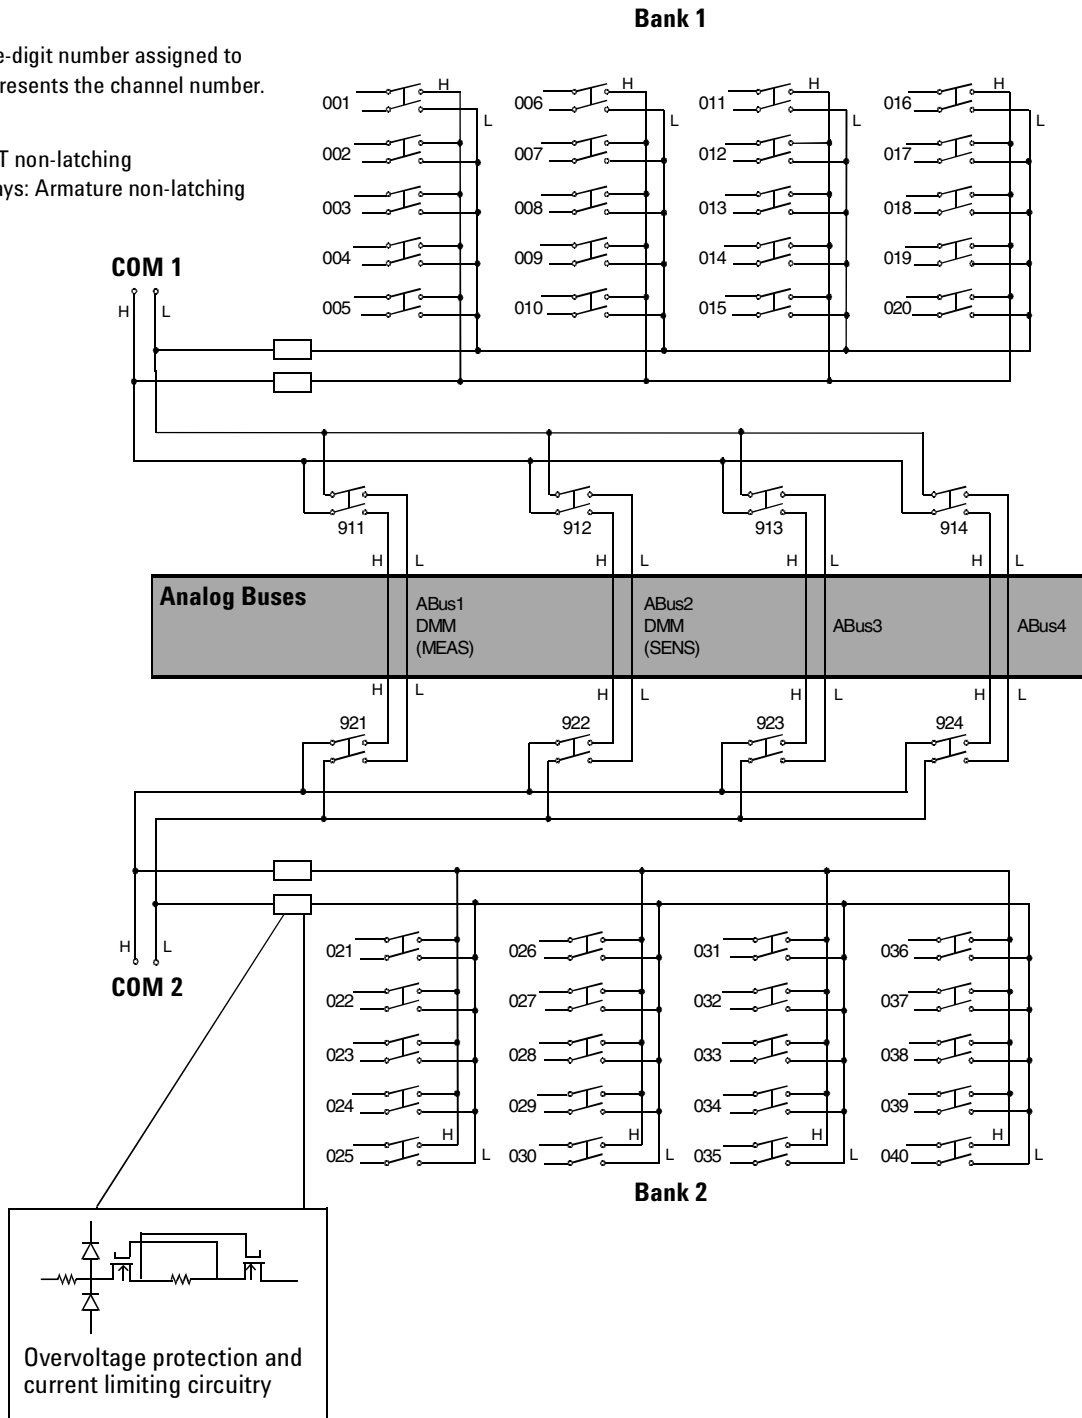 Bank 1
e-digit number assigned to
resents the channel number.
T non-latching
ays: Armature non-latching
H H H H
001 006 011 016
L L L L
002 007 012 017
003 008 013 018
004 009 014 019
005 010 015 020
COM 1
H L
911 912 913 914
H L H L H L H L
Analog Buses
ABus1
DMM
(MEAS)
ABus2
DMM
(SENS)
ABus3
ABus4
H L H L H L H L
921 922 923 924
H L
COM 2
021 026 031 036
022 027 032 037
023 028 033 038
024 029 034 039
H H H H
025 L 030 L 035 L 040 L
Bank 2
Overvoltage protection and
current limiting circuitry